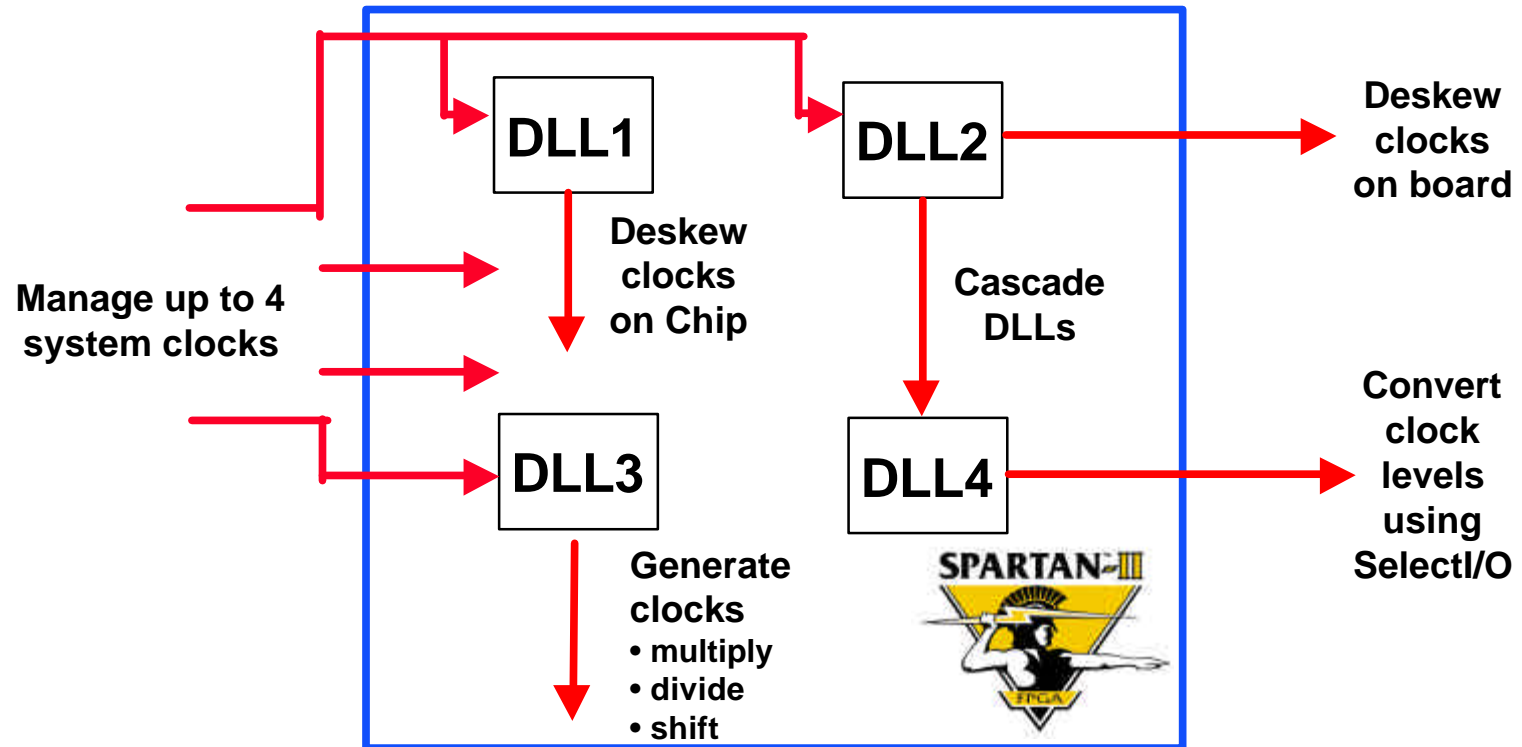 DLL1
DLL2
Deskew
clocks
on board
Deskew
clocks
on Chip
Manage up to 4
system clocks
Cascade
DLLs
DLL3
DLL4
Convert
clock
levels
using
SelectI/O
Generate
clocks
• multiply
• divide
• shift
SPARTAN-III
FPGA